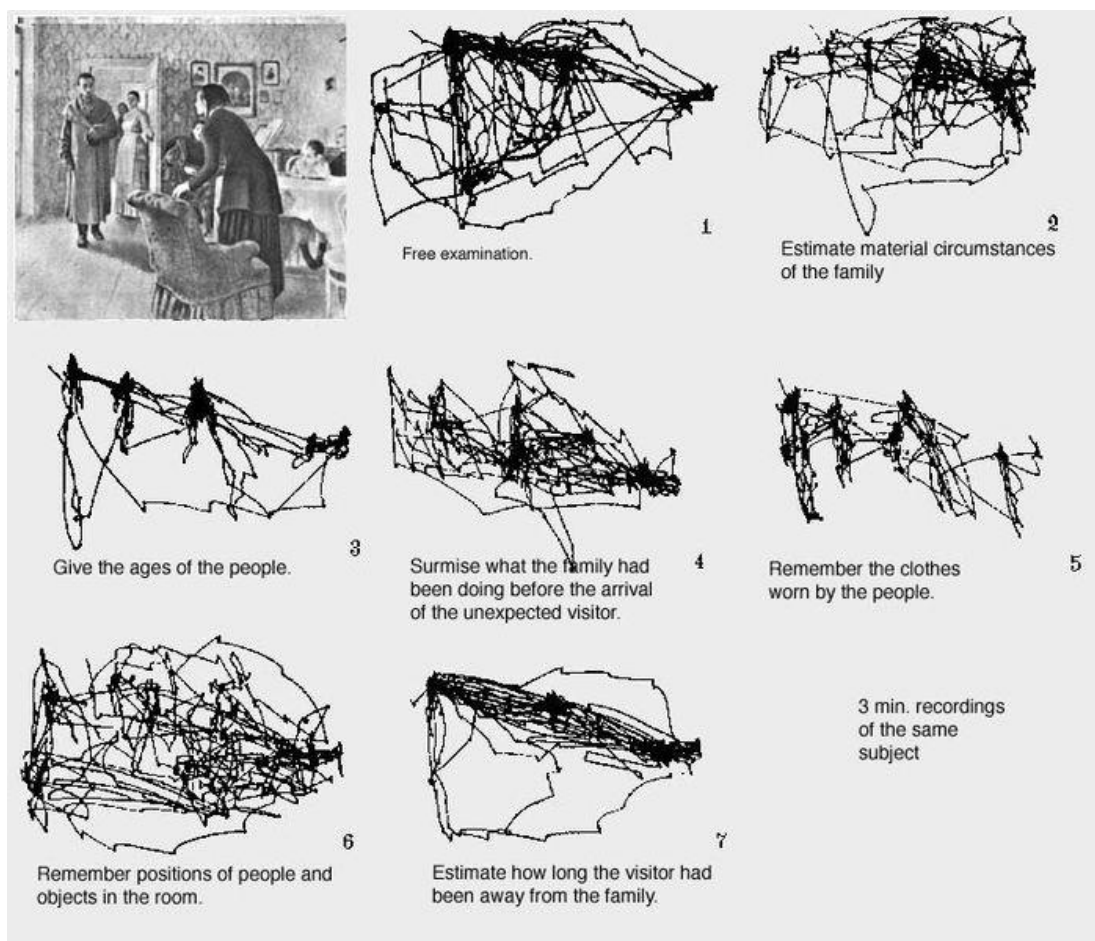 1
Free examination.
2
Estimate material circumstances
of the family
3
Give the ages of the people.
4
Surmise what the family had
been doing before the arrival
of the unexpected visitor.
5
Remember the clothes
worn by the people.
6
Remember positions of people and
objects in the room.
7
Estimate how long the visitor had
been away from the family.
3 min. recordings
of the same
subject